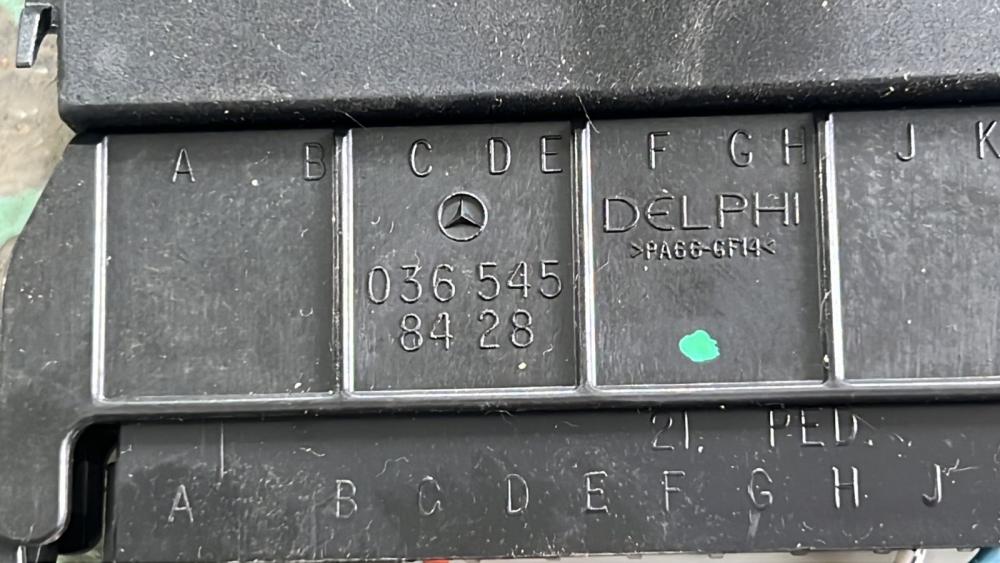 A B C D E F G H J K
DELPHI
>PA66-GF14<
036 545
84 28
21 PED.
A B C D E F G H J